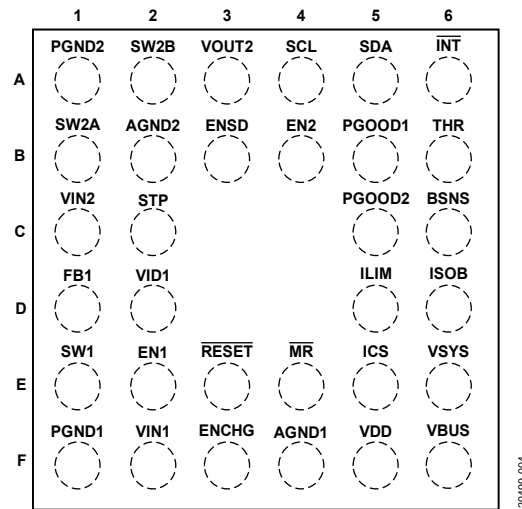 1 2 3 4 5 6
PGND2 SW2B VOUT2 SCL SDA INT
A
SW2A AGND2 ENSD EN2 PGOOD1 THR
B
VIN2 STP PGOOD2 BSNS
C
FB1 VID1 ILIM ISOB
D
SW1 EN1 RESET MR ICS VSYS
E
PGND1 VIN1 ENCHG AGND1 VDD VBUS
F